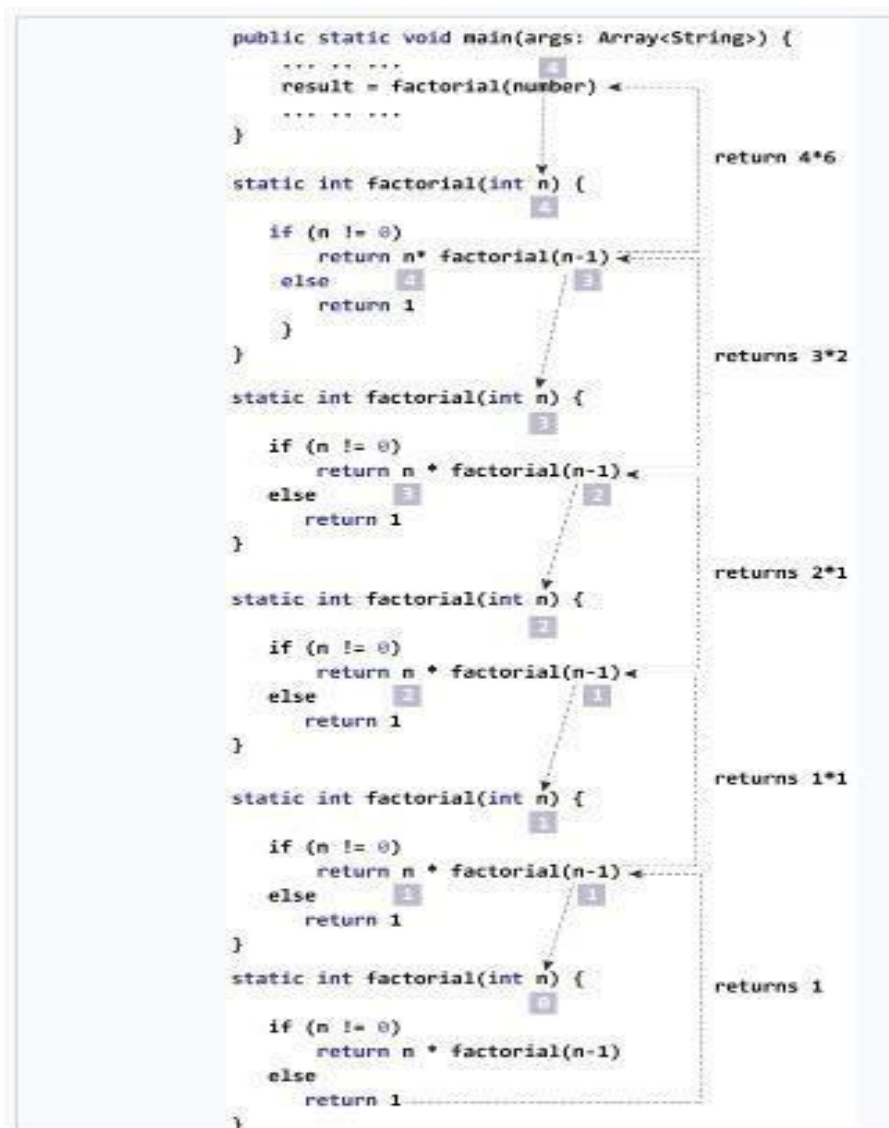 public static void main(args: Array<String>) {
... .. ...
4
result = factorial(number)
... .. ...
}
return 4*6
static int factorial(int n) {
4
if (n != 0)
return n* factorial(n-1)
else
4
3
return 1
}
}
returns 3*2
static int factorial(int n) {
3
if (n != 0)
return n * factorial(n-1)
else
3
2
return 1
}
returns 2*1
static int factorial(int n) {
2
if (n != 0)
return n * factorial(n-1)
else
2
1
return 1
}
returns 1*1
static int factorial(int n) {
1
if (n != 0)
return n * factorial(n-1)
else
1
1
return 1
}
static int factorial(int n) {
returns 1
0
if (n != 0)
return n * factorial(n-1)
else
return 1
}